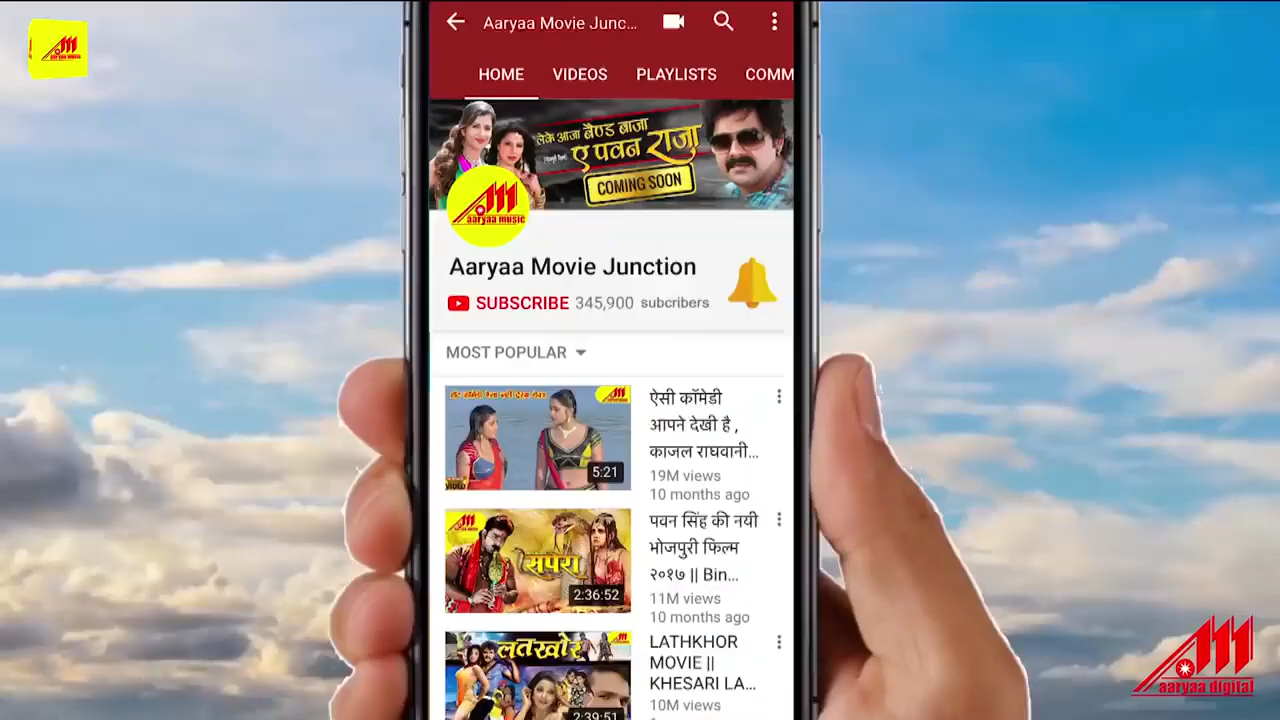 aaryaa music
Aaryaa Movie Junc...
HOME VIDEOS PLAYLISTS COMM
लेके आजा बैण्ड बाजा
ए पवन राजा
COMING SOON
aaryaa music
Aaryaa Movie Junction
SUBSCRIBE 345,900 subcribers
MOST POPULAR
5:21
ऐसी कॉमेडी
आपने देखी है ,
काजल राघवानी...
19M views
10 months ago
सपेरा
2:36:52
पवन सिंह की नयी
भोजपुरी फिल्म
२०१७ || Bin...
11M views
10 months ago
लतखोर
2:39:51
LATHKHOR
MOVIE ||
KHESARI LA...
10M views
aaryaa digital